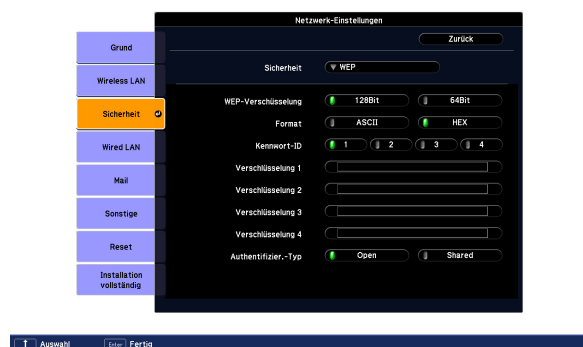 Netzwerk-Einstellungen
Zurück
Grund
Wireless LAN
Sicherheit
Wired LAN
Mail
Sonstige
Reset
Installation
vollständig
Sicherheit WEP
WEP-Verschüsselung 128Bit 64Bit
Format ASCII HEX
Kennwort-ID 1 2 3 4
Verschlüsselung 1
Verschlüsselung 2
Verschlüsselung 3
Verschlüsselung 4
Authentifizier.-Typ Open Shared
Auswahl Enter Fertig